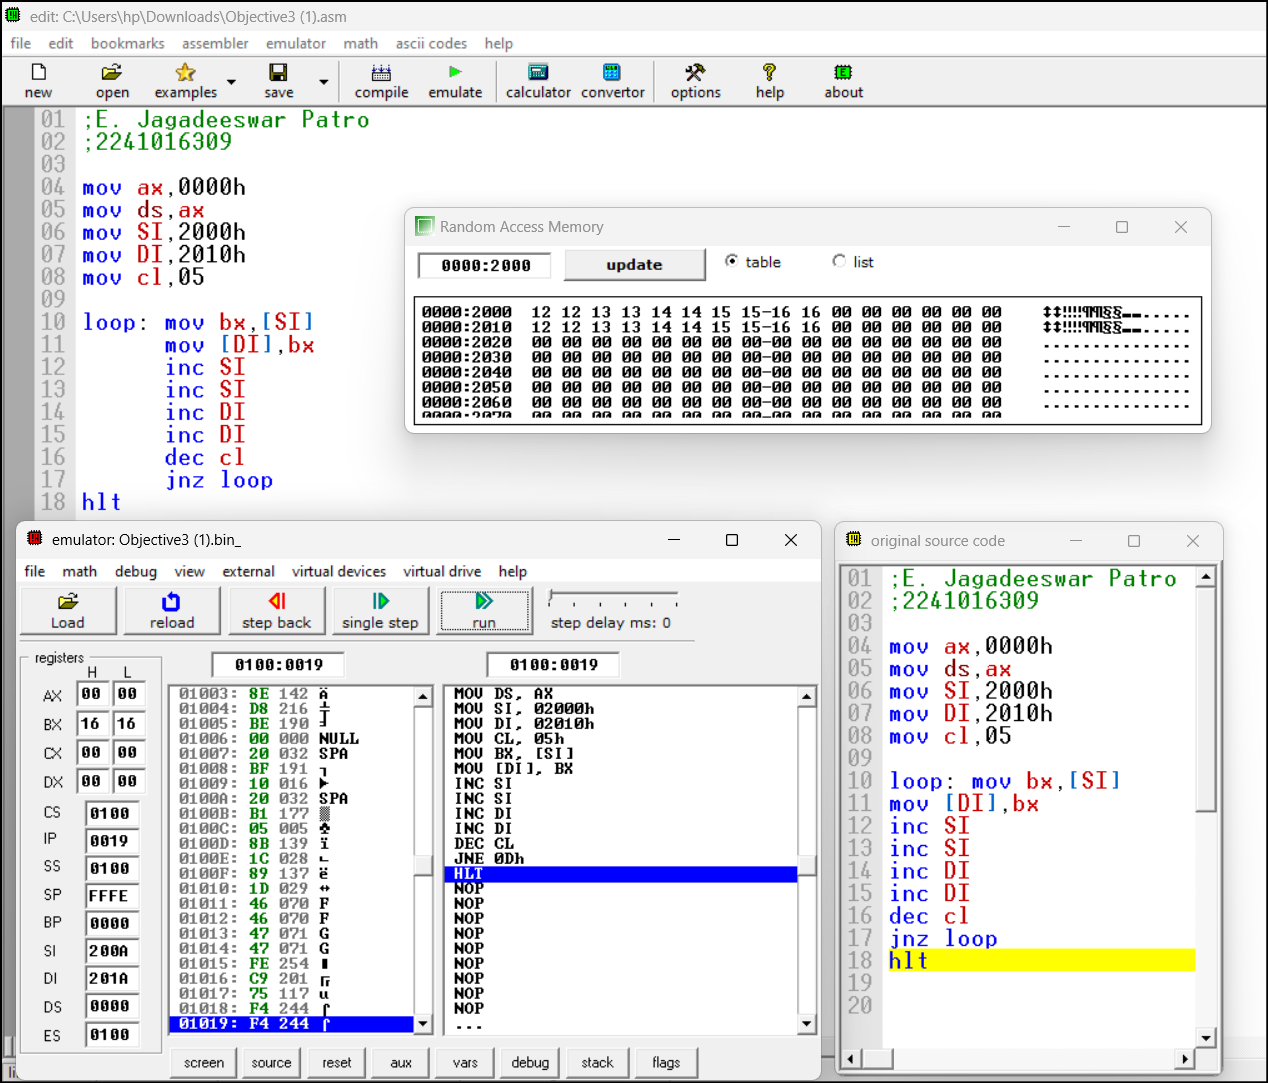 edit: C:\Users\hp\Downloads\Objective3 (1).asm
file edit bookmarks assembler emulator math ascii codes help
new open examples save compile emulate calculator convertor options help about
01 ;E. Jagadeeswar Patro
02 ;2241016309
03
04 mov ax,0000h
05 mov ds,ax
06 mov SI,2000h
07 mov DI,2010h
08 mov cl,05
09
10 loop: mov bx,[SI]
11 mov [DI],bx
12 inc SI
13 inc SI
14 inc DI
15 inc DI
16 dec cl
17 jnz loop
18 hlt
Random Access Memory
0000:2000 update table list
0000:2000 12 12 13 13 14 14 15 15-16 16 00 00 00 00 00 00 ‼‼¶¶§§▬▬......
0000:2010 12 12 13 13 14 14 15 15-16 16 00 00 00 00 00 00 ‼‼¶¶§§▬▬......
0000:2020 00 00 00 00 00 00 00 00-00 00 00 00 00 00 00 00 ................
0000:2030 00 00 00 00 00 00 00 00-00 00 00 00 00 00 00 00 ................
0000:2040 00 00 00 00 00 00 00 00-00 00 00 00 00 00 00 00 ................
0000:2050 00 00 00 00 00 00 00 00-00 00 00 00 00 00 00 00 ................
0000:2060 00 00 00 00 00 00 00 00-00 00 00 00 00 00 00 00 ................
0000:2070 00 00 00 00 00 00 00 00-00 00 00 00 00 00 00 00
emulator: Objective3 (1).bin_
file math debug view external virtual devices virtual drive help
Load reload step back single step run step delay ms: 0
registers
H L
AX 00 00
BX 16 16
CX 00 00
DX 00 00
CS 0100
IP 0019
SS 0100
SP FFFE
BP 0000
SI 200A
DI 201A
DS 0000
ES 0100
0100:0019
01003: 8E 142 Ä
01004: D8 216 ╪
01005: BE 190 ╛
01006: 00 000 NULL
01007: 20 032 SPA
01008: BF 191 ┐
01009: 10 016 ►
0100A: 20 032 SPA
0100B: B1 177 ▒
0100C: 05 005 ♣
0100D: 8B 139 ï
0100E: 1C 028 ∟
0100F: 89 137 ë
01010: 1D 029 ↔
01011: 46 070 F
01012: 46 070 F
01013: 47 071 G
01014: 47 071 G
01015: FE 254 ■
01016: C9 201 ╔
01017: 75 117 u
01018: F4 244 ⌠
01019: F4 244 ⌠
0100:0019
MOV DS, AX
MOV SI, 02000h
MOV DI, 02010h
MOV CL, 05h
MOV BX, [SI]
MOV [DI], BX
INC SI
INC SI
INC DI
INC DI
DEC CL
JNE 0Dh
HLT
NOP
NOP
NOP
NOP
NOP
NOP
NOP
NOP
NOP
...
screen source reset aux vars debug stack flags
original source code
01 ;E. Jagadeeswar Patro
02 ;2241016309
03
04 mov ax,0000h
05 mov ds,ax
06 mov SI,2000h
07 mov DI,2010h
08 mov cl,05
09
10 loop: mov bx,[SI]
11 mov [DI],bx
12 inc SI
13 inc SI
14 inc DI
15 inc DI
16 dec cl
17 jnz loop
18 hlt
19
20